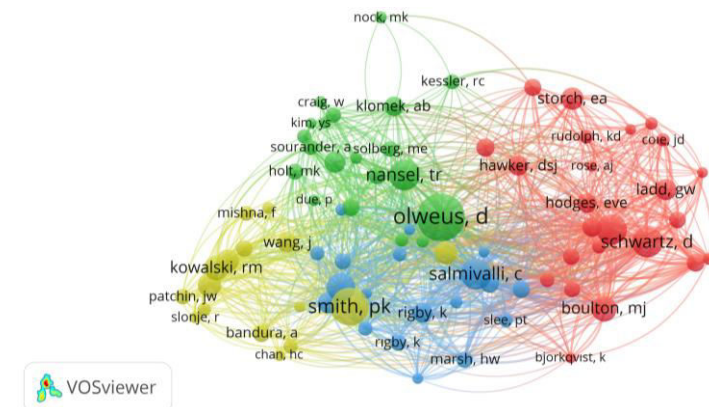 nock, mk
kessler, rc
craig, w
klomek, ab
storch, ea
kim, ys
rudolph, kd
coie, jd
sourander, a
solberg, me
hawker, dsj
rose, aj
holt, mk
nansel, tr
ladd, gw
due, p
hodges, eve
mishna, f
olweus, d
wang, j
schwartz, d
kowalski, rm
salmivalli, c
patchin, jw
smith, pk
rigby, k
boulton, mj
slonje, r
slee, pt
bandura, a
rigby, k
chan, hc
marsh, hw
bjorkqvist, k
VOSviewer